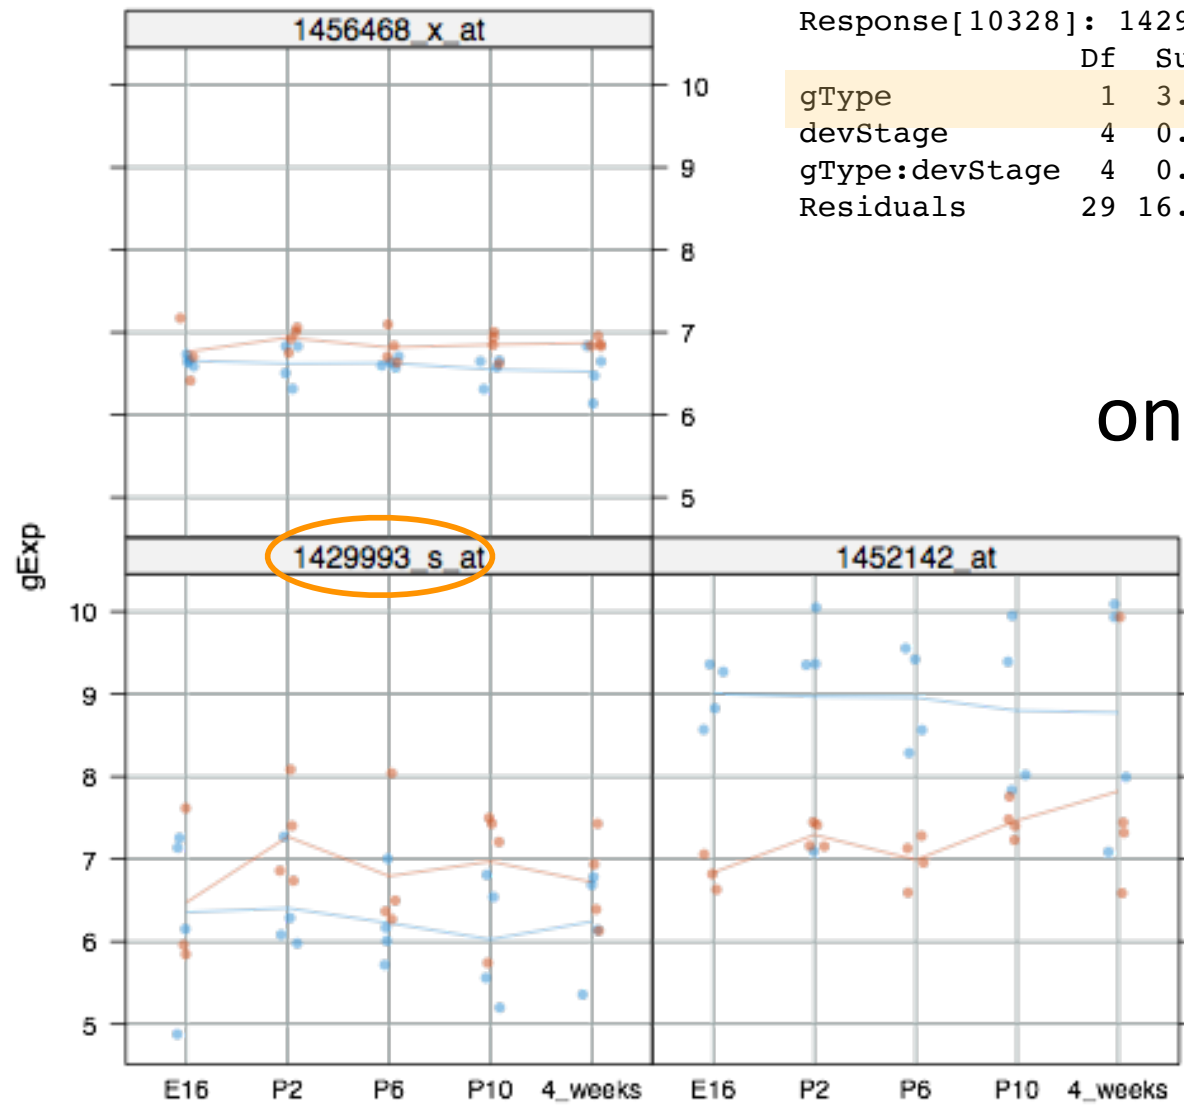 1456468_x_at
10
9
8
7
6
5
Response[10328]: 1429
Df Su
gType 1 3.
devStage 4 0.
gType:devStage 4 0.
Residuals 29 16.
on
gExp
1429993_s_at
1452142_at
10
9
8
7
6
5
E16 P2 P6 P10 4_weeks
E16 P2 P6 P10 4_weeks